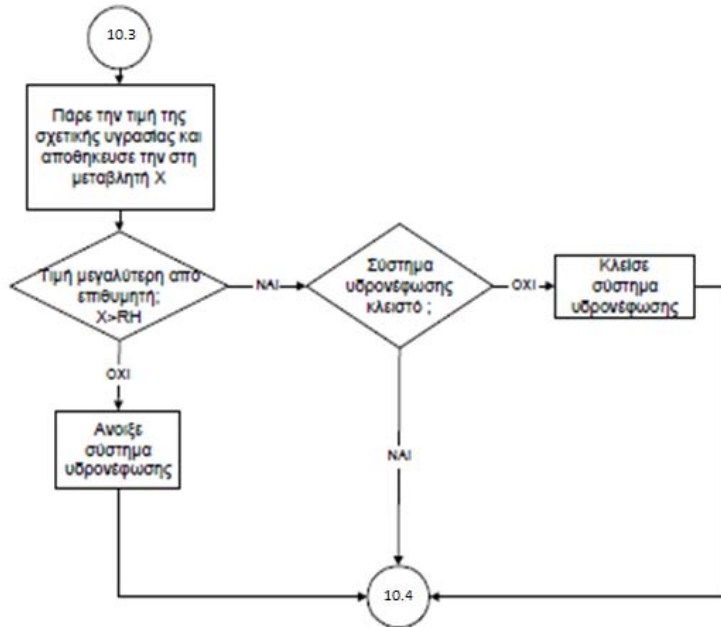 10.3
Πάρε την τιμή της
σχετικής υγρασίας και
αποθηκευσε την στη
μεταβλητή Χ
Τιμή μεγαλύτερη από
επιθυμητή;
X>RH
ΝΑΙ
Σύστημα
υδρονέφωσης
κλειστό ;
ΟΧΙ
Κλείσε
σύστημα
υδρονέφωσης
ΟΧΙ
Ανοιξε
σύστημα
υδρονέφωσης
ΝΑΙ
10.4